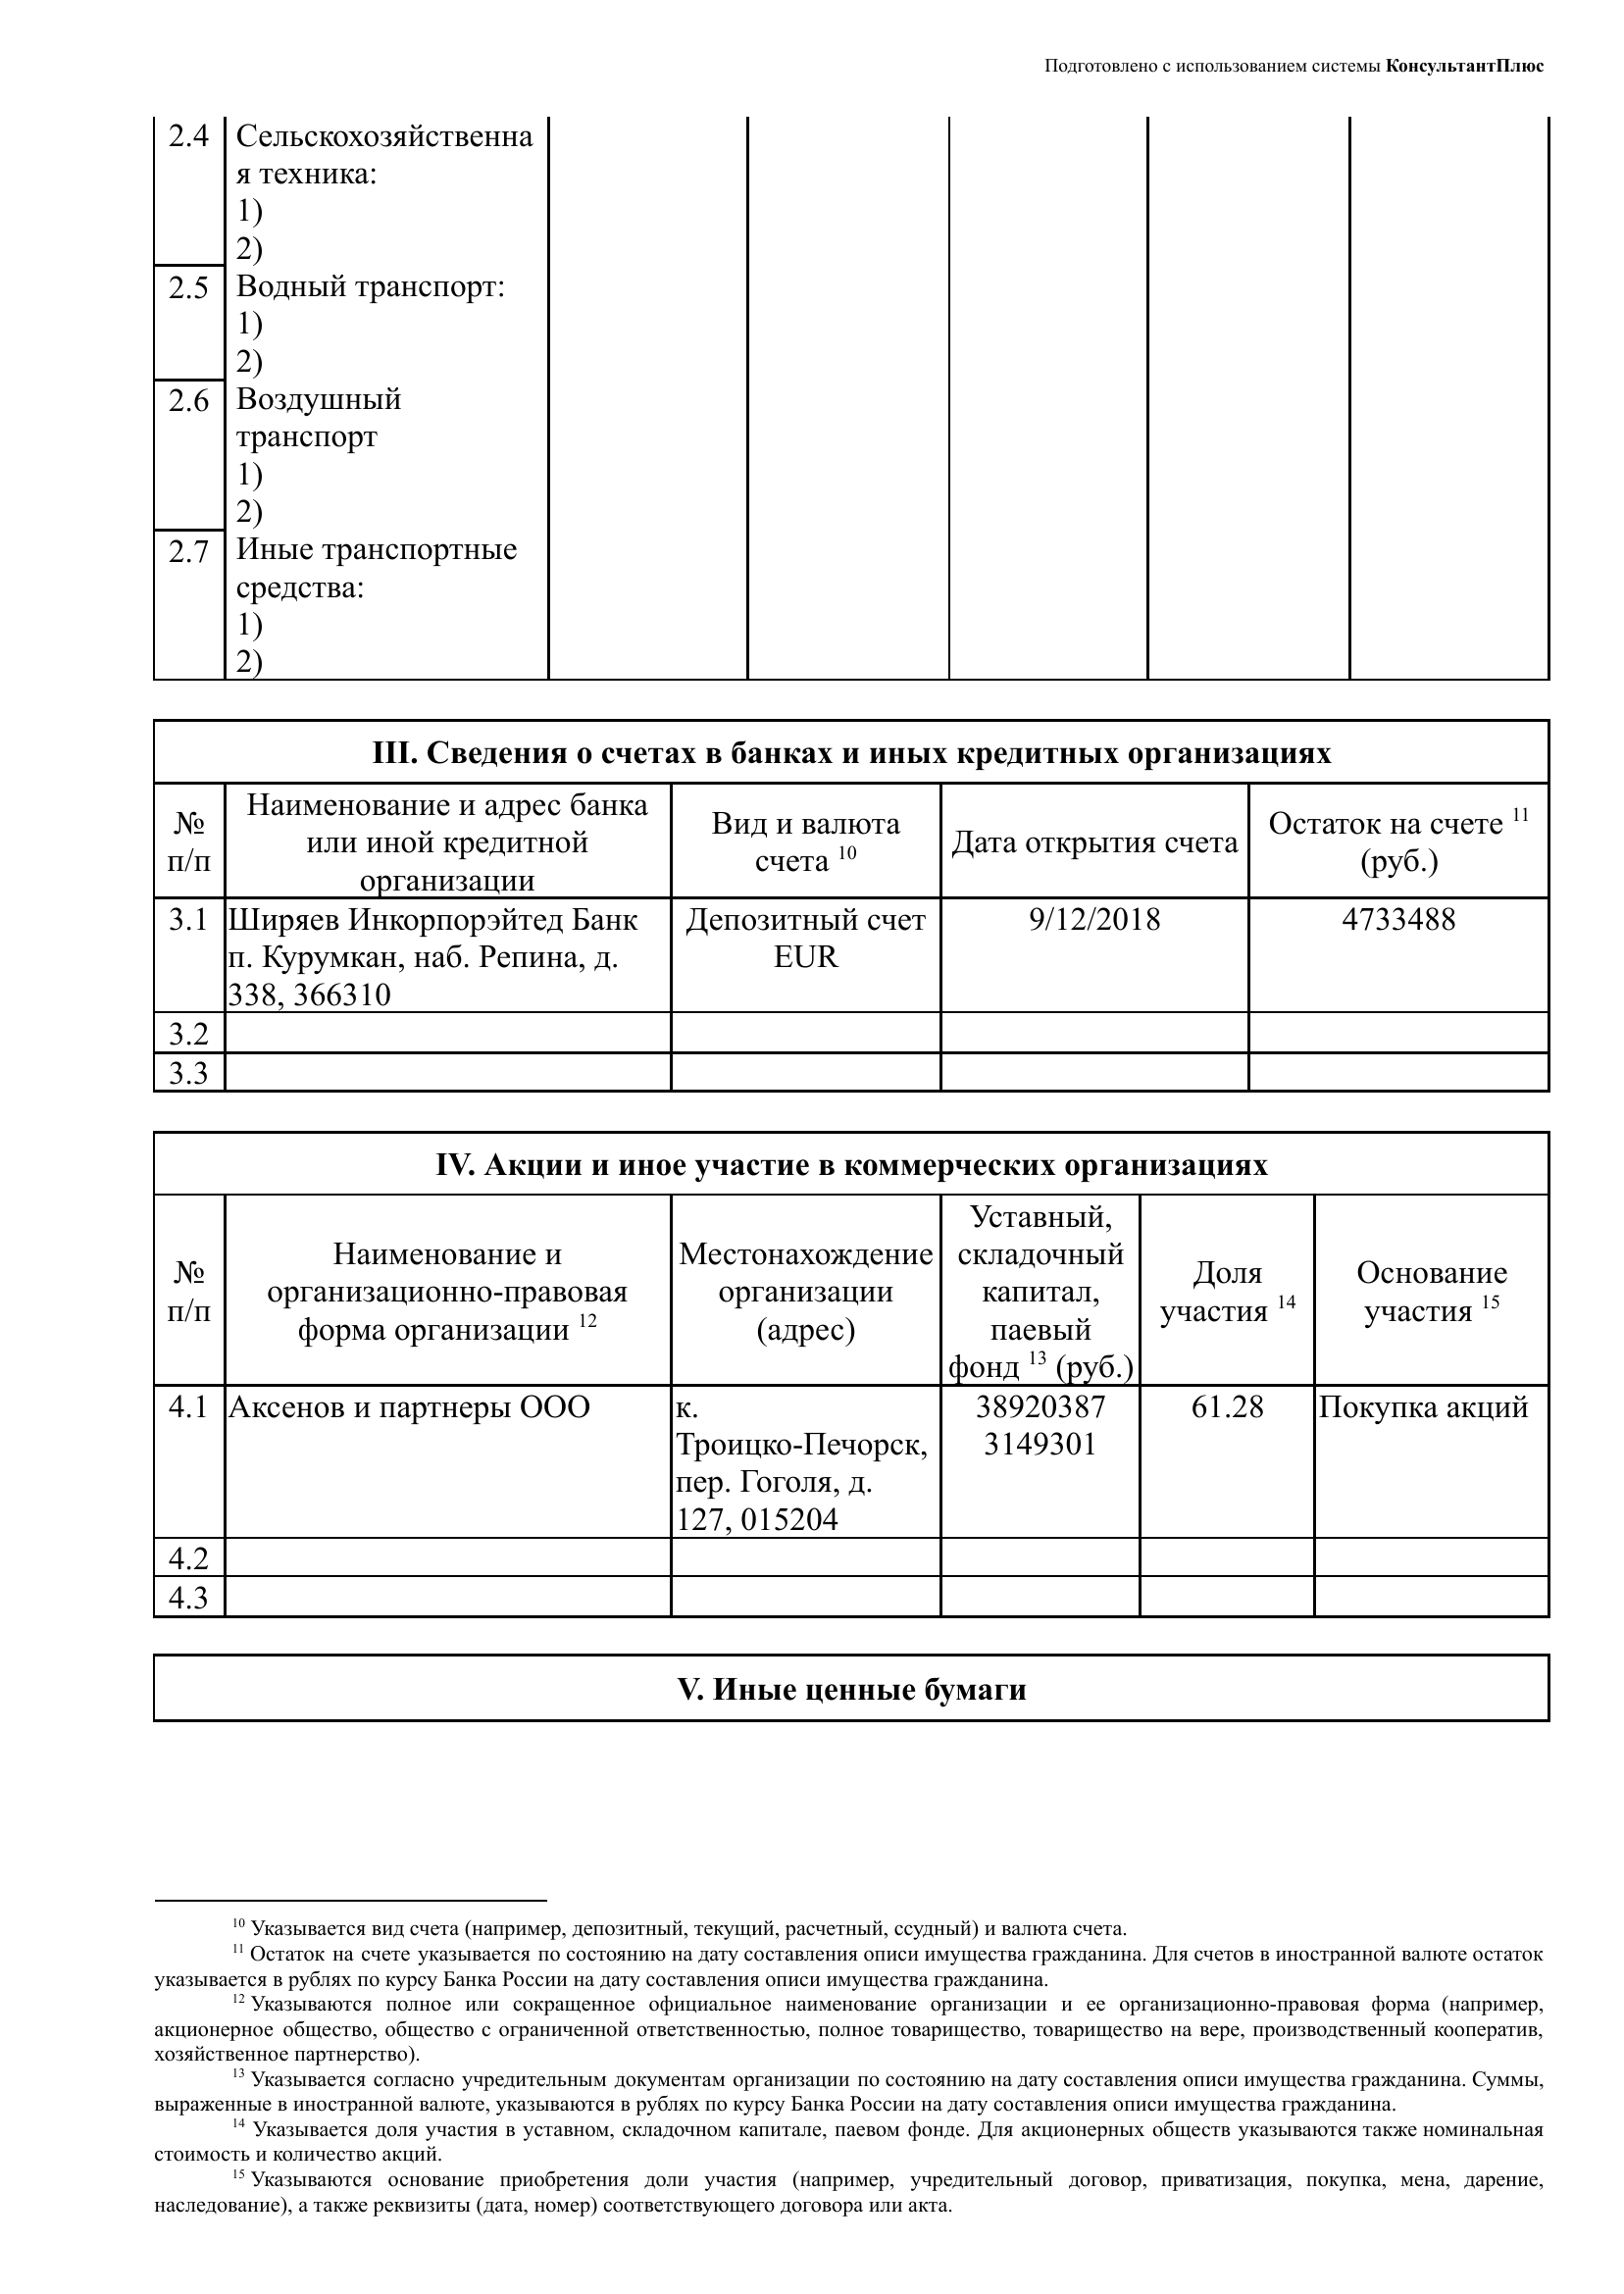 Подготовлено с использованием системы КонсультантПлюс
2.4 Сельскохозяйственна
я техника:
1)
2)
2.5 Водный транспорт:
1)
2)
2.6 Воздушный
транспорт
1)
2)
2.7 Иные транспортные
средства:
1)
2)
III. Сведения о счетах в банках и иных кредитных организациях
№
п/п
Наименование и адрес банка
или иной кредитной
организации
Вид и валюта
счета 10
Дата открытия счета
Остаток на счете 11
(руб.)
3.1 Ширяев Инкорпорэйтед Банк
п. Курумкан, наб. Репина, д.
338, 366310
Депозитный счет
EUR
9/12/2018
4733488
3.2
3.3
IV. Акции и иное участие в коммерческих организациях
№
п/п
Наименование и
организационно-правовая
форма организации 12
Местонахождение
организации
(адрес)
Уставный,
складочный
капитал,
паевый
фонд 13 (руб.)
Доля
участия 14
Основание
участия 15
4.1 Аксенов и партнеры ООО
к.
Троицко-Печорск,
пер. Гоголя, д.
127, 015204
38920387
3149301
61.28
Покупка акций
4.2
4.3
V. Иные ценные бумаги
10 Указывается вид счета (например, депозитный, текущий, расчетный, ссудный) и валюта счета.
11 Остаток на счете указывается по состоянию на дату составления описи имущества гражданина. Для счетов в иностранной валюте остаток
указывается в рублях по курсу Банка России на дату составления описи имущества гражданина.
12 Указываются полное или сокращенное официальное наименование организации и ее организационно-правовая форма (например,
акционерное общество, общество с ограниченной ответственностью, полное товарищество, товарищество на вере, производственный кооператив,
хозяйственное партнерство).
13 Указывается согласно учредительным документам организации по состоянию на дату составления описи имущества гражданина. Суммы,
выраженные в иностранной валюте, указываются в рублях по курсу Банка России на дату составления описи имущества гражданина.
14 Указывается доля участия в уставном, складочном капитале, паевом фонде. Для акционерных обществ указываются также номинальная
стоимость и количество акций.
15 Указываются основание приобретения доли участия (например, учредительный договор, приватизация, покупка, мена, дарение,
наследование), а также реквизиты (дата, номер) соответствующего договора или акта.